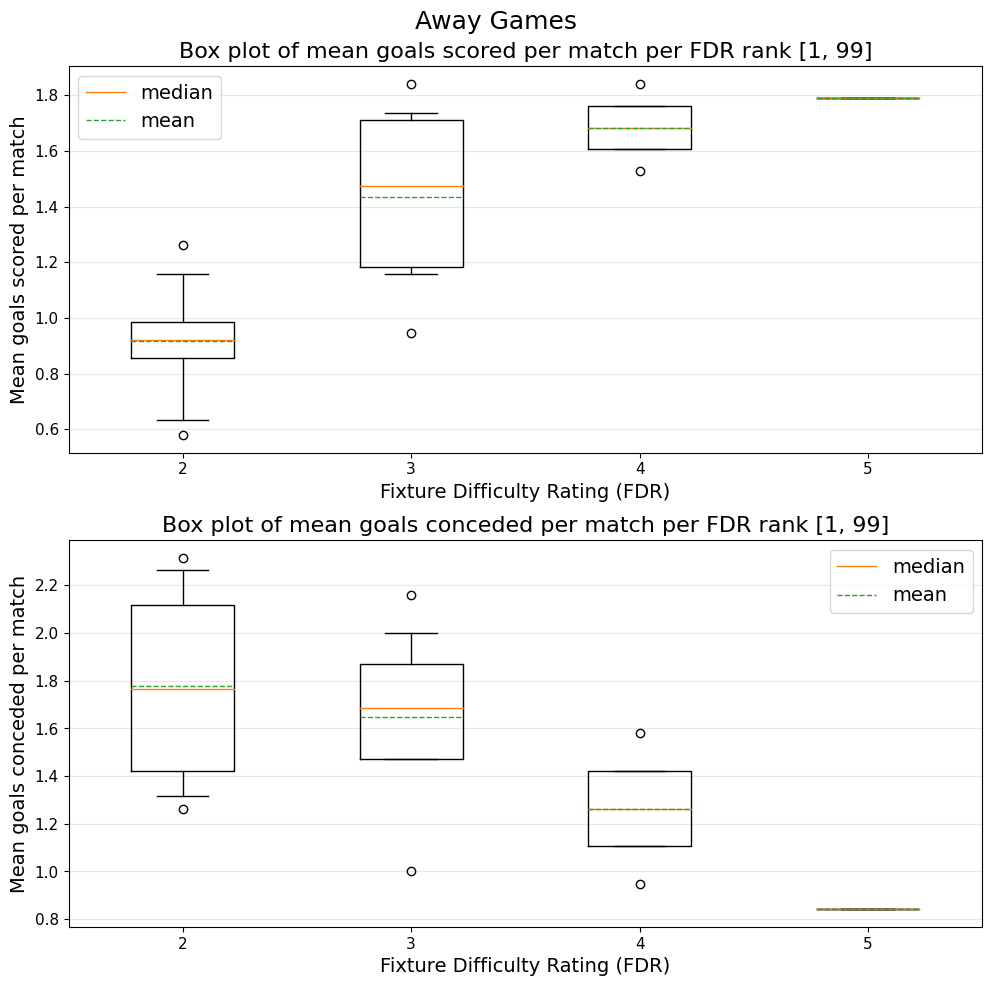 Away Games
Box plot of mean goals scored per match per FDR rank [1, 99]
median
mean
Mean goals scored per match
1.8
1.6
1.4
1.2
1.0
0.8
0.6
2 3 4 5
Fixture Difficulty Rating (FDR)
Box plot of mean goals conceded per match per FDR rank [1, 99]
median
mean
Mean goals conceded per match
2.2
2.0
1.8
1.6
1.4
1.2
1.0
0.8
2 3 4 5
Fixture Difficulty Rating (FDR)